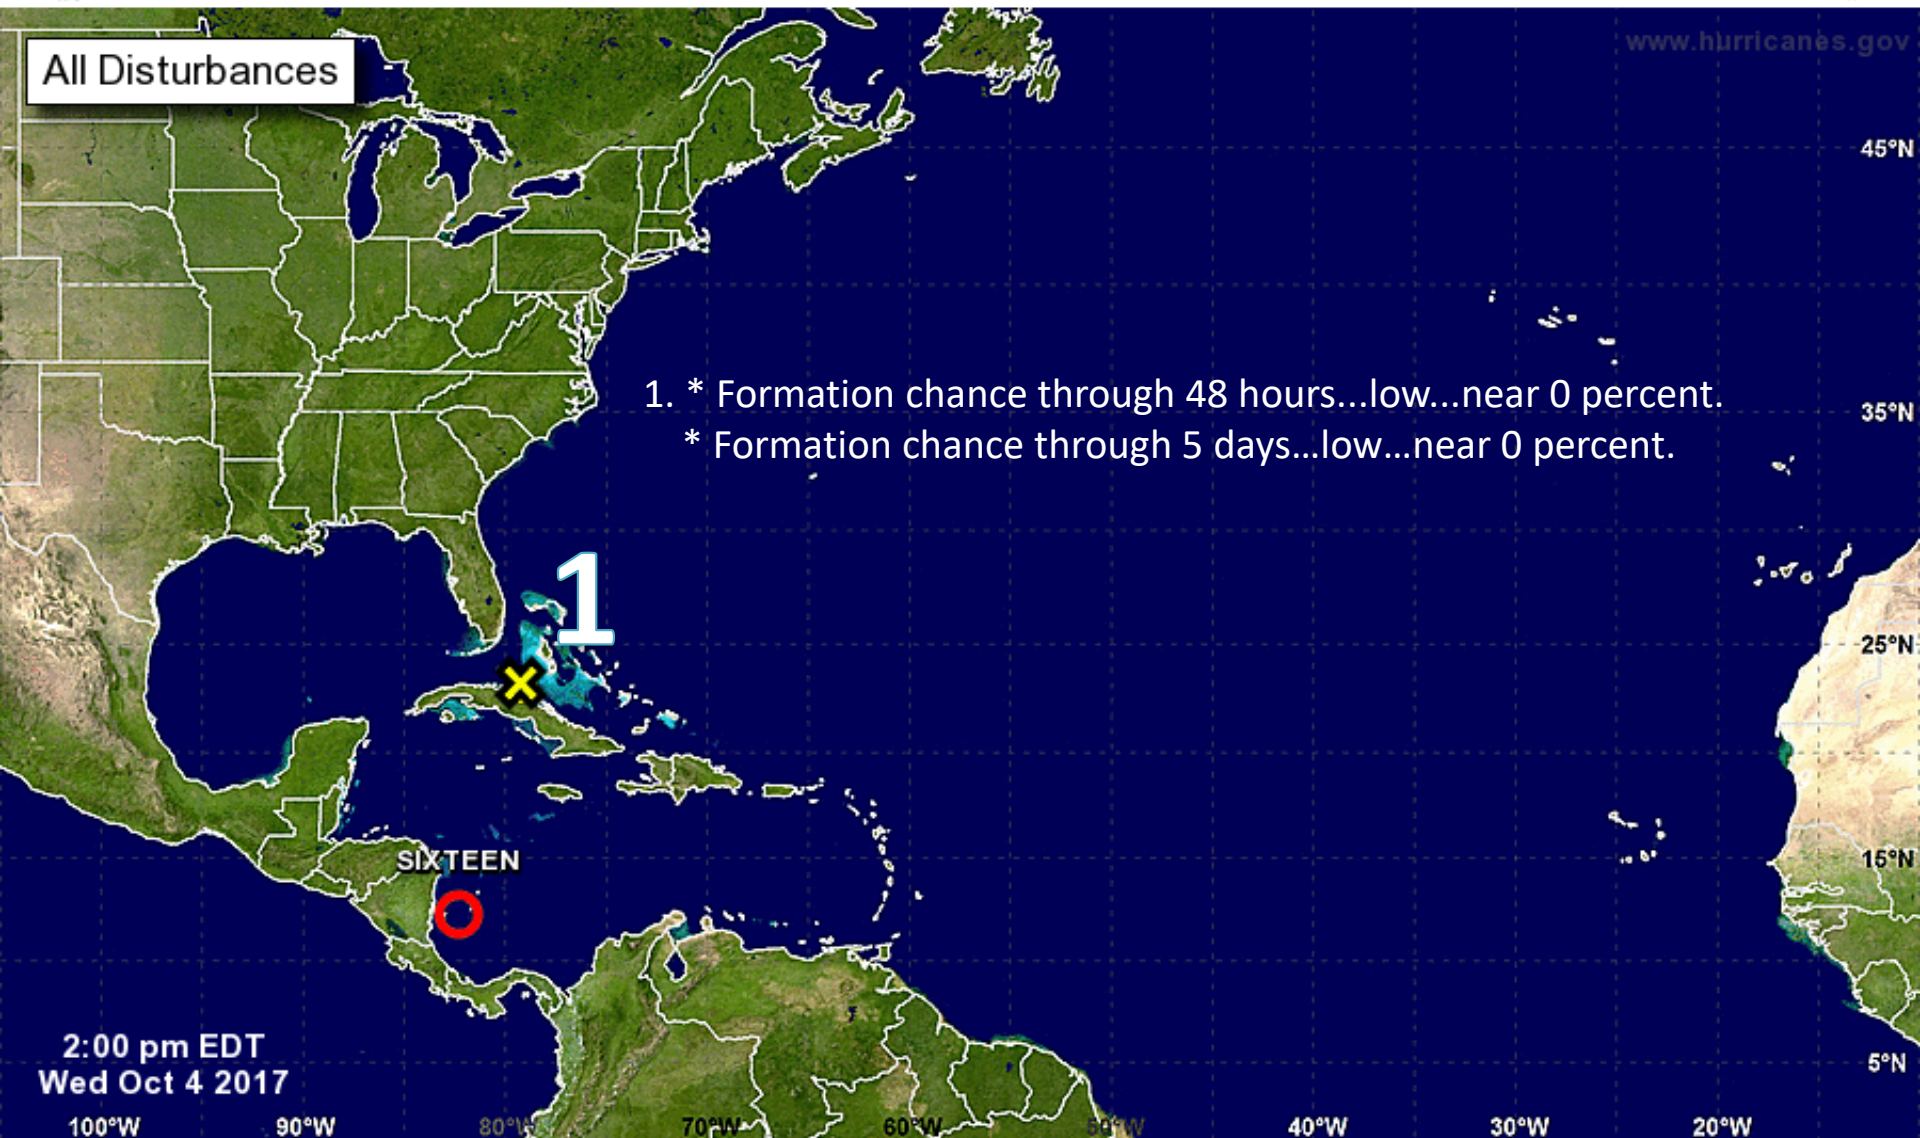 www.hurricanes.gov
All Disturbances
45°N
1. * Formation chance through 48 hours...low...near 0 percent.
35°N
* Formation chance through 5 days...low...near 0 percent.
1
25°N
SIXTEEN
15°N
2:00 pm EDT
5°N
Wed Oct 4 2017
100°W 90°W 80°W 70°W 60°W 50°W 40°W 30°W 20°W